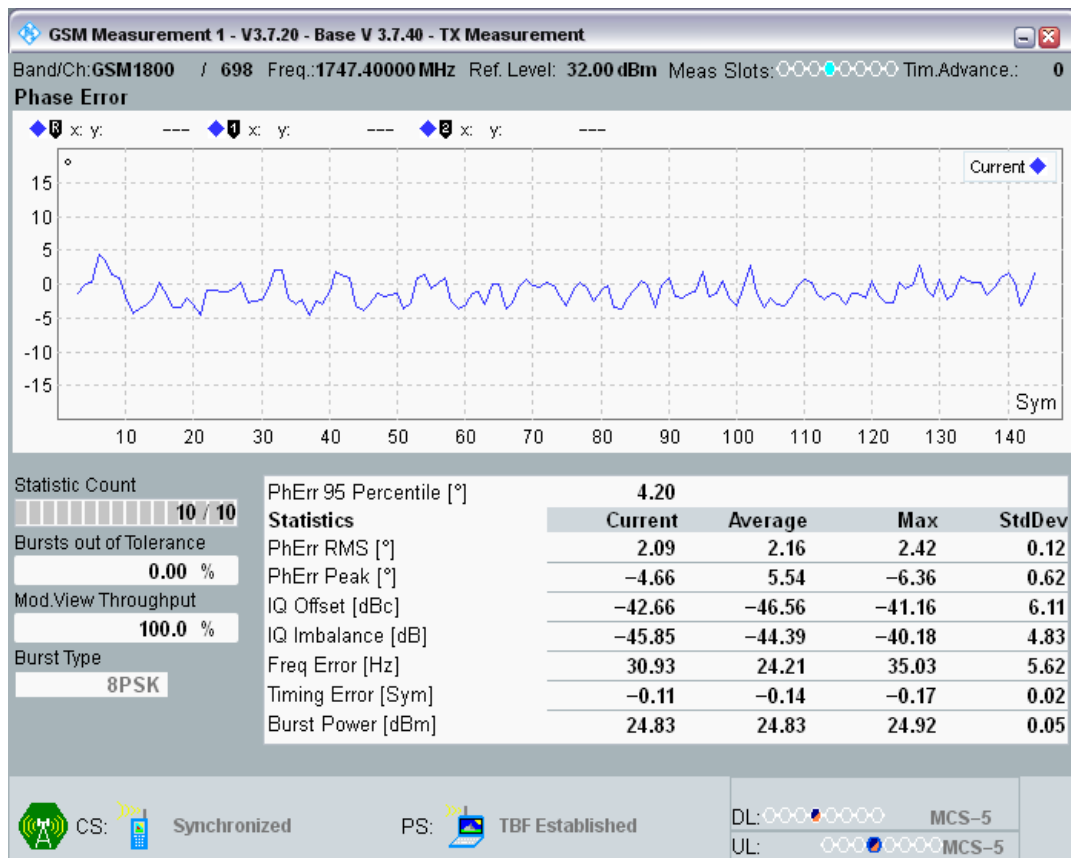 GSM Measurement 1 - V3.7.20 - Base V 3.7.40 - TX Measurement
Band/Ch:GSM1800 / 698 Freq.:1747.40000 MHz Ref. Level: 32.00 dBm Meas Slots: Tim.Advance.: 0
Phase Error
R x: y: --- 1 x: y: --- 2 x: y: ---
°
Current
15
10
5
0
-5
-10
-15
Sym
10 20 30 40 50 60 70 80 90 100 110 120 130 140
Statistic Count
10 / 10
Bursts out of Tolerance
0.00 %
Mod.View Throughput
100.0 %
Burst Type
8PSK
PhErr 95 Percentile [°] 4.20
Statistics Current Average Max StdDev
PhErr RMS [°] 2.09 2.16 2.42 0.12
PhErr Peak [°] −4.66 5.54 −6.36 0.62
IQ Offset [dBc] −42.66 −46.56 −41.16 6.11
IQ Imbalance [dB] −45.85 −44.39 −40.18 4.83
Freq Error [Hz] 30.93 24.21 35.03 5.62
Timing Error [Sym] −0.11 −0.14 −0.17 0.02
Burst Power [dBm] 24.83 24.83 24.92 0.05
CS: Synchronized PS: TBF Established
DL: MCS−5
UL: MCS−5